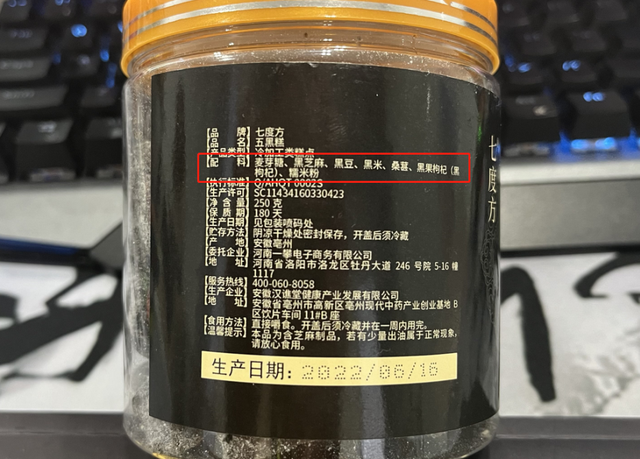 【品 牌】七度方
【品 名】五黑糕
【产品类型】冷加工类糕点
【配 料】麦芽糖、黑芝麻、黑豆、黑米、桑葚、黑果枸杞（黑
枸杞）、糯米粉
【执行标准】Q/AHQT 0002S
【生产许可】SC11434160330423
【净 含 量】250 克
【保 质 期】180 天
【生产日期】见包装喷码处
【贮存方法】阴凉干燥处密封保存，开盖后须冷藏
【产 地】安徽亳州
【委托企业】河南一攀电子商务有限公司
【地 址】河南省洛阳市洛龙区牡丹大道 246 号院 5-16 幢
1117
【服务热线】400-060-8058
【生产企业】安徽汉谯堂健康产业发展有限公司
【地 址】安徽省亳州市高新区亳州现代中药产业创业基地 B
区饮片车间 11#B 座
【食用方法】直接嚼食。开盖后须冷藏并在一周内用完。
【温馨提示】本品为含芝麻制品，若有少量出油属于正常现象，
请放心食用。
生产日期：2022/06/16
七度方